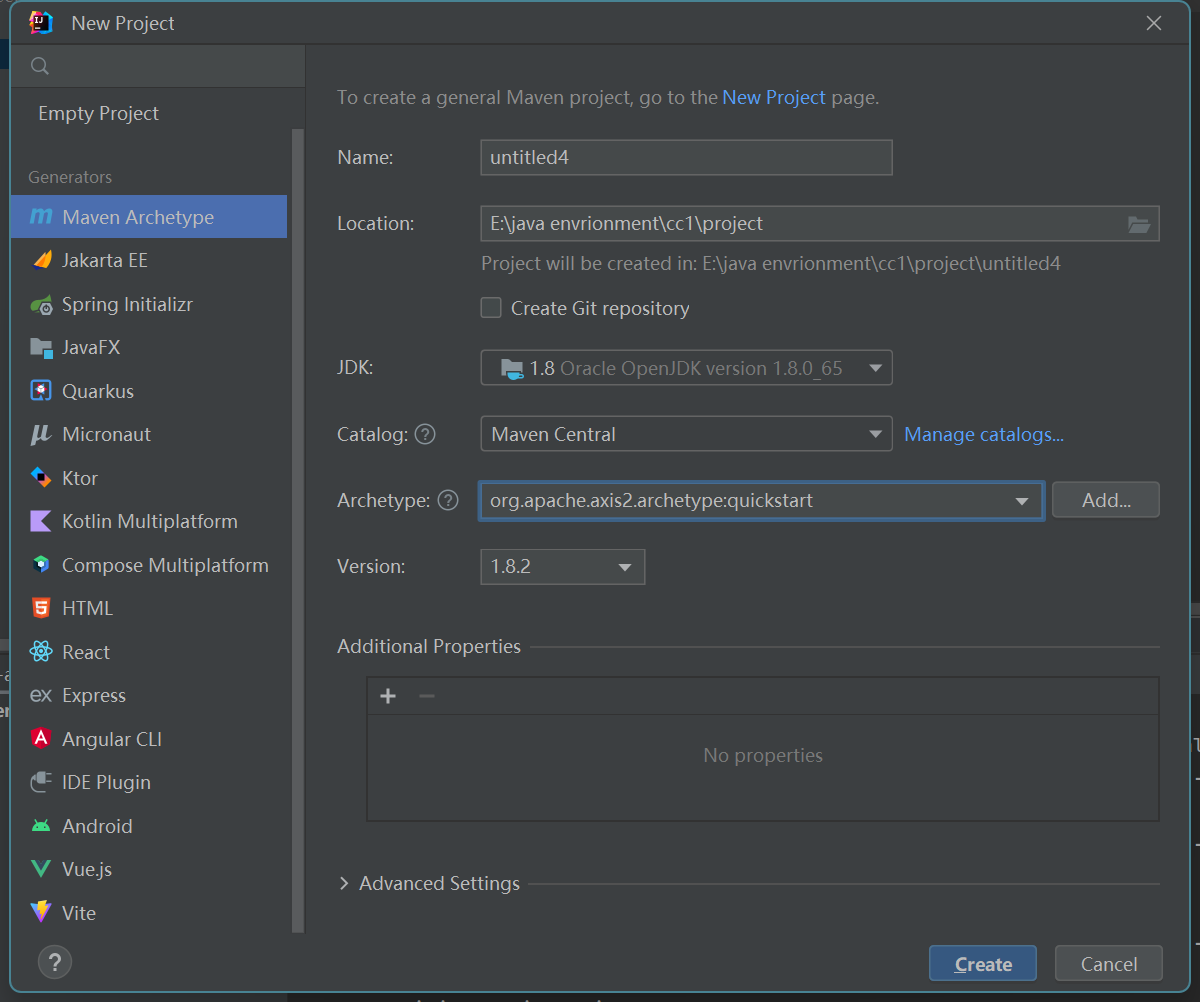 New Project
Empty Project
Generators
Maven Archetype
Jakarta EE
Spring Initializr
JavaFX
Quarkus
Micronaut
Ktor
Kotlin Multiplatform
Compose Multiplatform
HTML
React
Express
Angular CLI
IDE Plugin
Android
Vue.js
Vite
To create a general Maven project, go to the New Project page.
Name: untitled4
Location: E:\java envrionment\cc1\project
Project will be created in: E:\java envrionment\cc1\project\untitled4
Create Git repository
JDK: 1.8 Oracle OpenJDK version 1.8.0_65
Catalog: ? Maven Central Manage catalogs...
Archetype: ? org.apache.axis2.archetype:quickstart Add...
Version: 1.8.2
Additional Properties
No properties
Advanced Settings
? Create Cancel